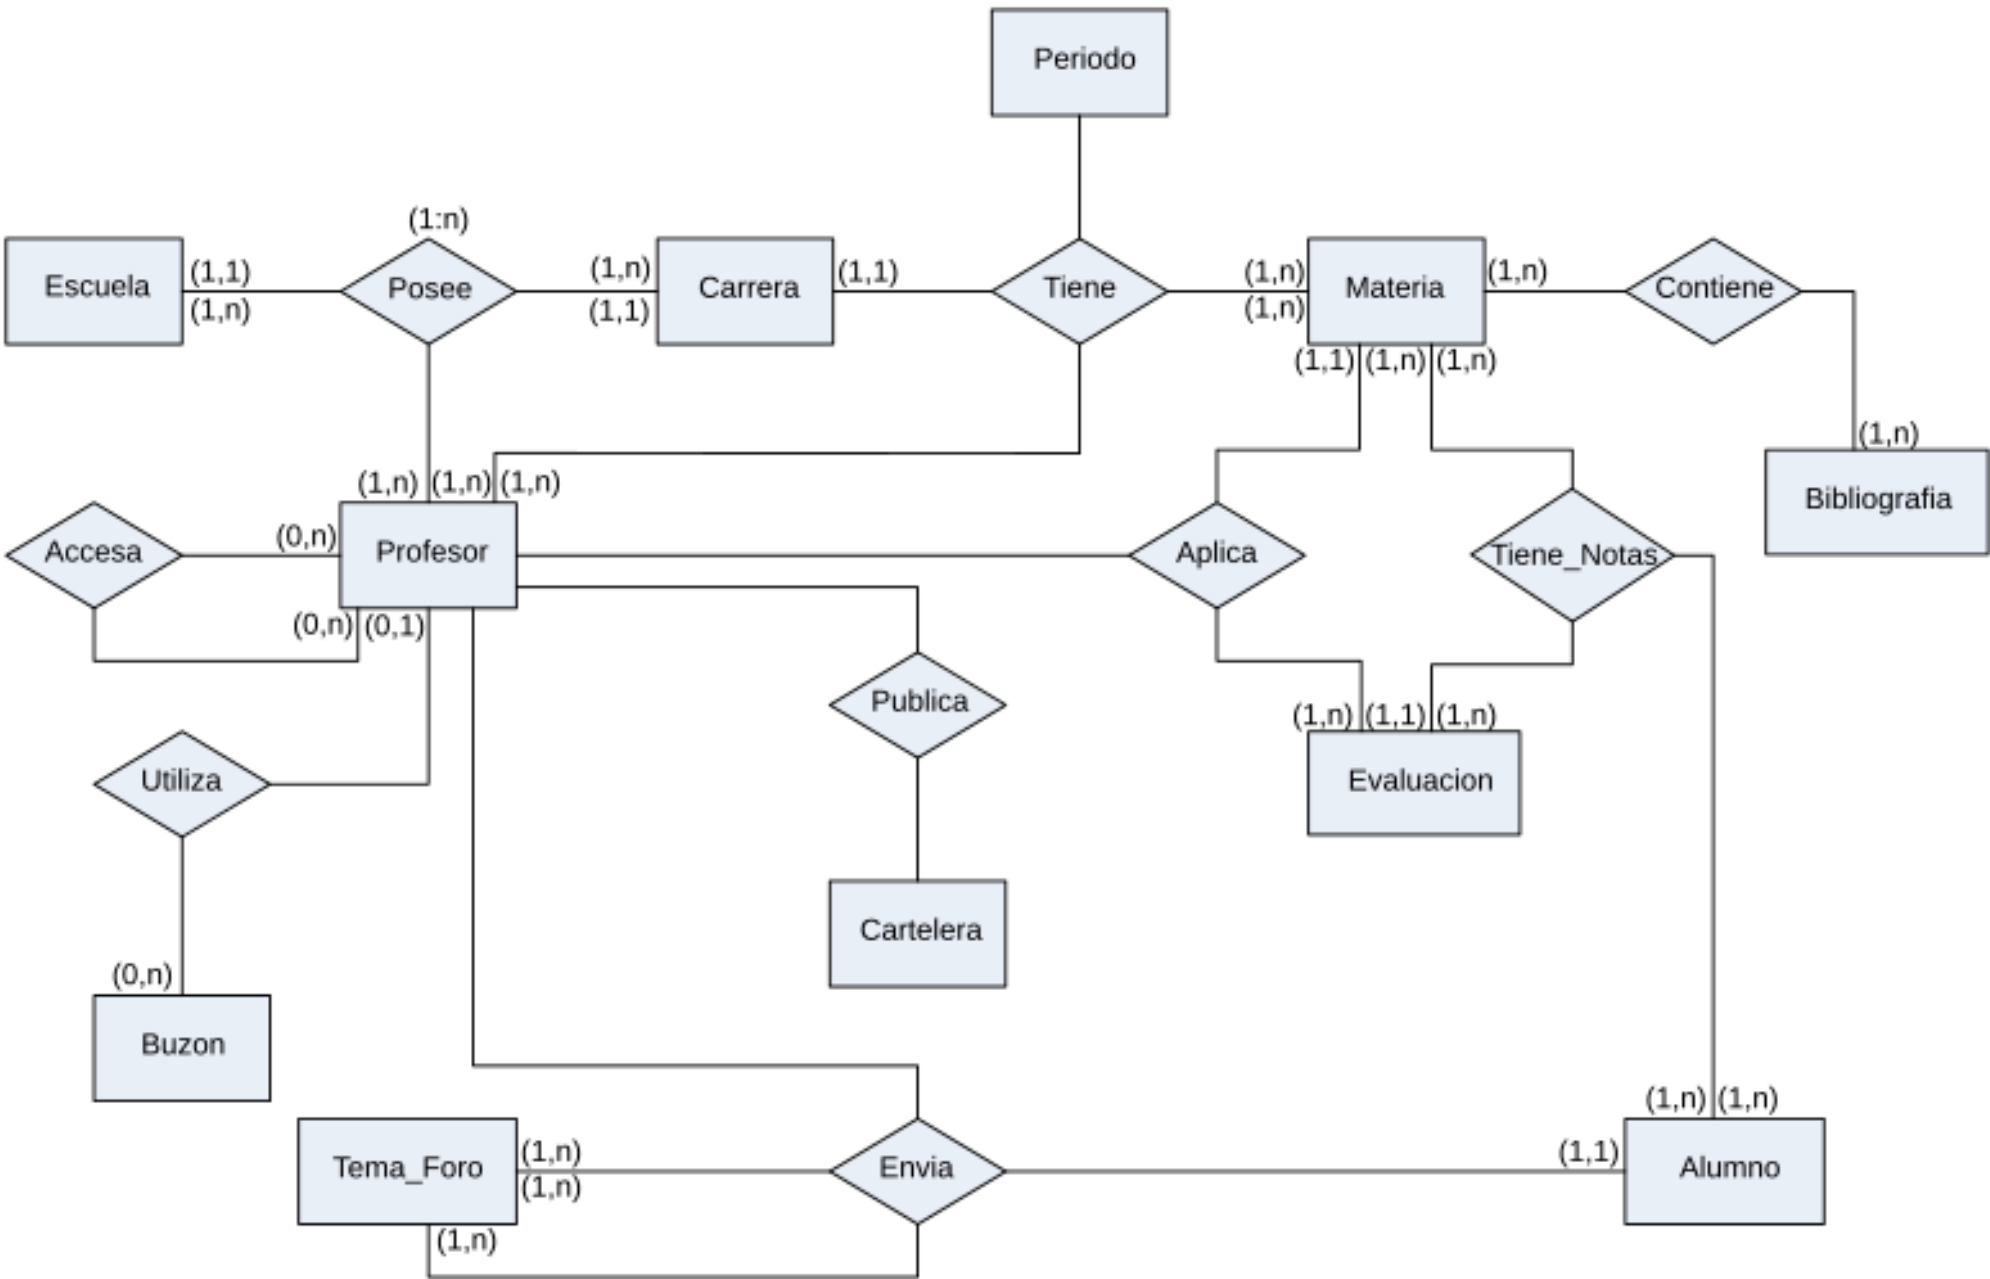 Periodo
(1:n)
Escuela
(1,1)
(1,n)
Posee
(1,n)
(1,1)
Carrera
(1,1)
Tiene
(1,n)
(1,n)
Materia
(1,n)
Contiene
(1,1) (1,n) (1,n)
(1,n)
Bibliografia
(1,n) (1,n) (1,n)
Accesa
(0,n)
Profesor
Aplica
Tiene_Notas
(0,n) (0,1)
Publica
(1,n) (1,1) (1,n)
Utiliza
Evaluacion
Cartelera
(0,n)
Buzon
(1,n) (1,n)
Tema_Foro
(1,n)
(1,n)
Envia
(1,1)
Alumno
(1,n)